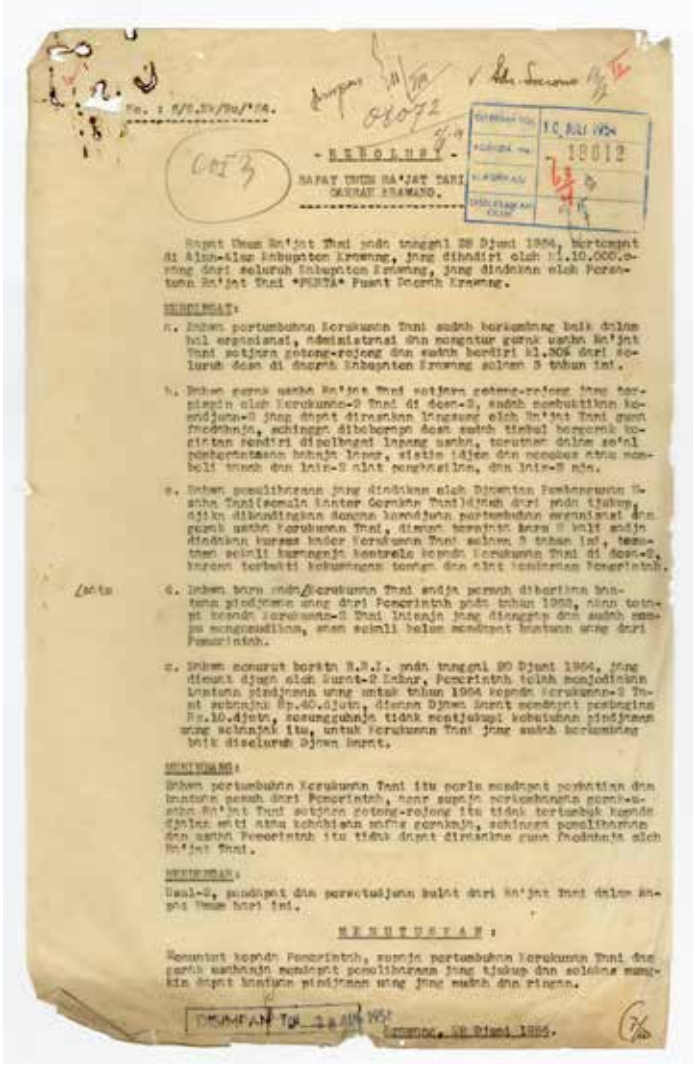 No. :
08072
10 JULI 1954
18012
- RESOLUSI -
RAPAT UMUM RA'JAT TANI
DAERAH KRAWANG.
Rapat Umum Ra'jat Tani pada tanggal 28 Djuni 1954, bertempat
di Alun-Alun Kabupaten Krawang, jang dihadiri oleh kl.10.000.o-
rang dari seluruh Kabupaten Krawang, jang diadakan oleh Persa-
tuan Ra'jat Tani "PERTA" Pusat Daerah Krawang.
MENGINGAT:
a. Bahwa pertumbuhan Kerukunan Tani sudah berkembang baik dalam
hal organisasi, administrasi dan mengatur gerak usaha Ra'jat
Tani setjara gotong-rojong dan sudah berdiri kl.30% dari se-
luruh desa di daerah Kabupaten Krawang selama 3 tahun ini.
b. Bahwa gerak usaha Ra'jat Tani setjara gotong-rojong jang ter-
pimpin oleh Kerukunan-2 Tani di desa-2, sudah membuktikan ke-
madjuan-2 jang dapat dirasakan langsung oleh Ra'jat Tani guna
faedahnja, sehingga dibeberapa desa sudah timbul bergerak ke-
giatan sendiri dipelbagai lapang usaha, terutama dalam so'al
pemberantasan bahaja lapar, sistim idjon dan menebus atau mem-
beli tanah dan lain-2 alat penghasilan, dan lain-2 nja.
c. Bahwa pemeliharaan jang diadakan oleh Djawatan Pembangunan U-
saha Tani(semula Kantor Gerakan Tani)djauh dari pada tjukup,
djika dibandingkan dengan kemadjuan pertumbuhan organisasi dan
gerak usaha Kerukunan Tani, dimana ternjata baru 2 kali sadja
diadakan kursus kader Kerukunan Tani selama 3 tahun ini, teru-
tama sekali kurangnja kontrole kepada Kerukunan Tani di desa-2,
karena terbukti kekurangan tenaga dan alat kendaraan Pemerintah.
d. Bahwa baru pada/Kerukunan Tani sadja pernah diberikan ban-
tuan pindjaman uang dari Pemerintah pada tahun 1952, akan teta-
pi kepada Kerukunan-2 Tani lainnja jang dianggap dan sudah mam-
pu mengemudikan, sama sekali belum mendapat bantuan uang dari
Pemerintah.
e. Bahwa menurut berita R.R.I. pada tanggal 20 Djuni 1954, jang
dimuat djuga oleh Surat-2 Kabar, Pemerintah telah menjediakan
bantuan pindjaman uang untuk tahun 1954 kepada Kerukunan-2 Ta-
ni sebanjak Rp.40.djuta, dimana Djawa Barat mendapat pembagian
Rp.10.djuta, sesungguhnja tidak mentjukupi kebutuhan pindjaman
uang sebanjak itu, untuk Kerukunan Tani jang sudah berkembang
baik diseluruh Djawa Barat.
MENIMBANG:
Bahwa pertumbuhan Kerukunan Tani itu perlu mendapat perhatian dan
bantuan penuh dari Pemerintah, agar supaja perkembangan gerak-u-
saha Ra'jat Tani setjara gotong-rojong itu tidak tertumbuk kepada
djalan mati atau kehabisan nafas geraknja, sehingga pemeliharaan
dan usaha Pemerintah itu tidak dapat dirasakan guna faedahnja oleh
Ra'jat Tani.
MENDENGAR:
Usul-2, pendapat dan persetudjuan bulat dari Ra'jat Tani dalam Ra-
pat Umum hari ini.
MEMUTUSKAN :
Menuntut kepada Pemerintah, supaja pertumbuhan Kerukunan Tani dan
gerak usahanja mendapat pemeliharaan jang tjukup dan selekas mung-
kin dapat bantuan pindjaman uang jang mudah dan ringan.
DISIMPAN TGL. 1954
Krawang, 28 Djuni 1954.